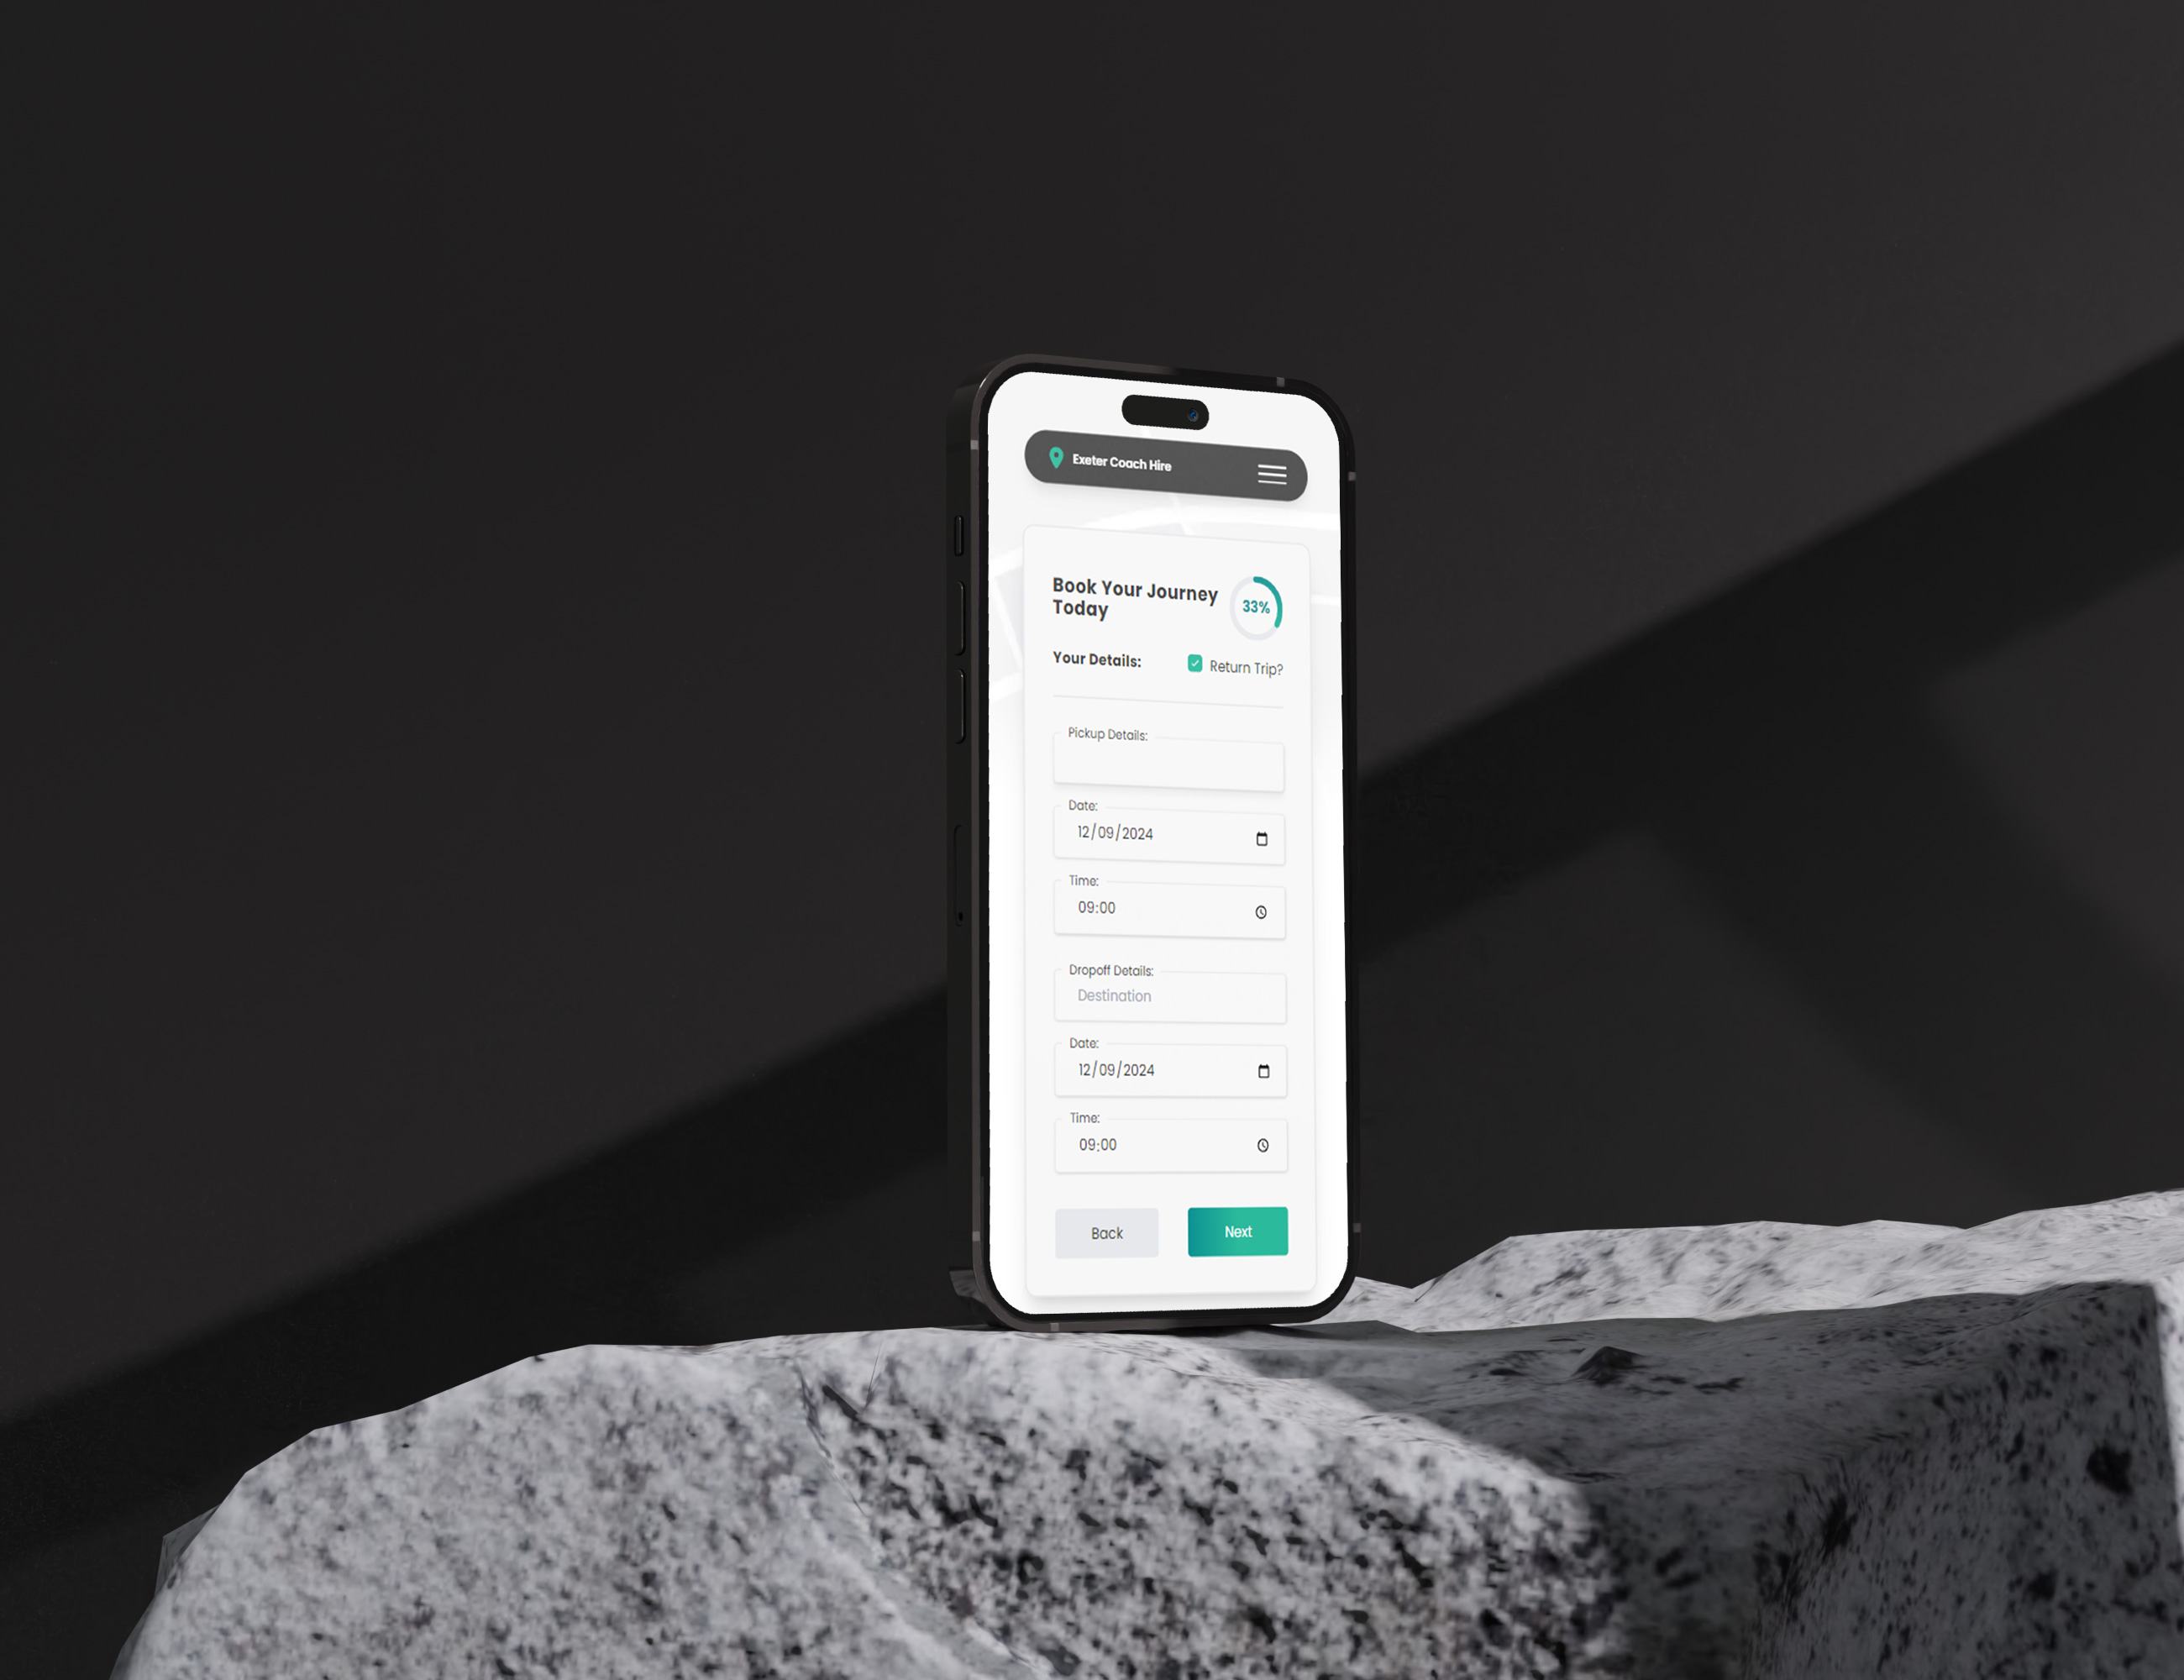 Exeter Coach Hire
Book Your Journey
Today
33%
Your Details:
Return Trip?
Pickup Details:
Date:
12/09/2024
Time:
09:00
Dropoff Details:
Destination
Date:
12/09/2024
Time:
09:00
Back
Next